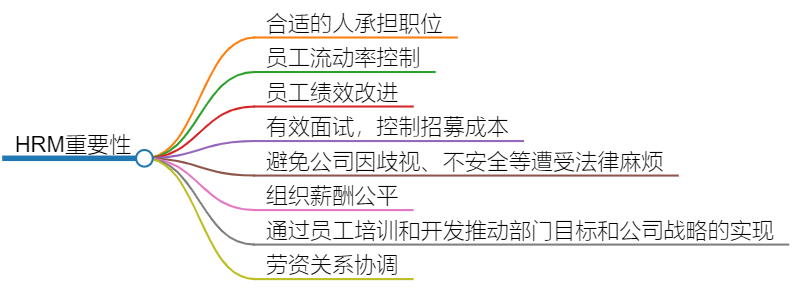 合适的人承担职位
员工流动率控制
员工绩效改进
HRM重要性
有效面试，控制招募成本
避免公司因歧视、不安全等遭受法律麻烦
组织薪酬公平
通过员工培训和开发推动部门目标和公司战略的实现
劳资关系协调